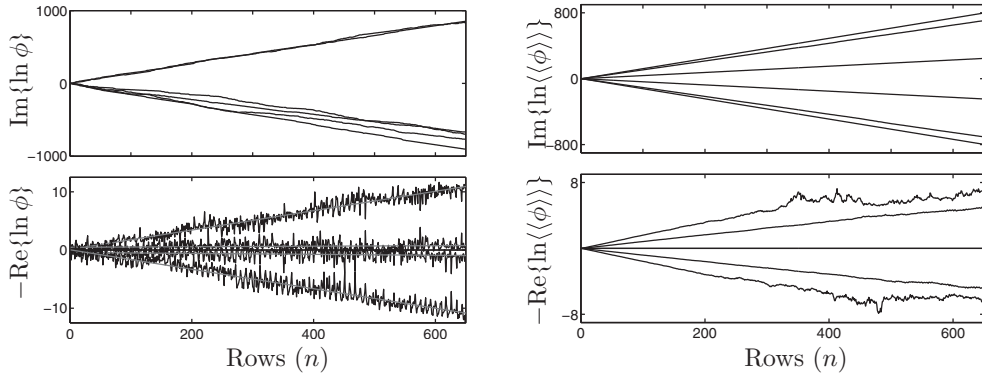 Im{ln ϕ}
1000
0
−1000
−Re{ln ϕ}
10
0
−10
0 200 400 600
Rows (n)
Im{ln⟨⟨ϕ⟩⟩}
800
0
−800
−Re{ln⟨⟨ϕ⟩⟩}
8
−8
0 200 400 600
Rows (n)